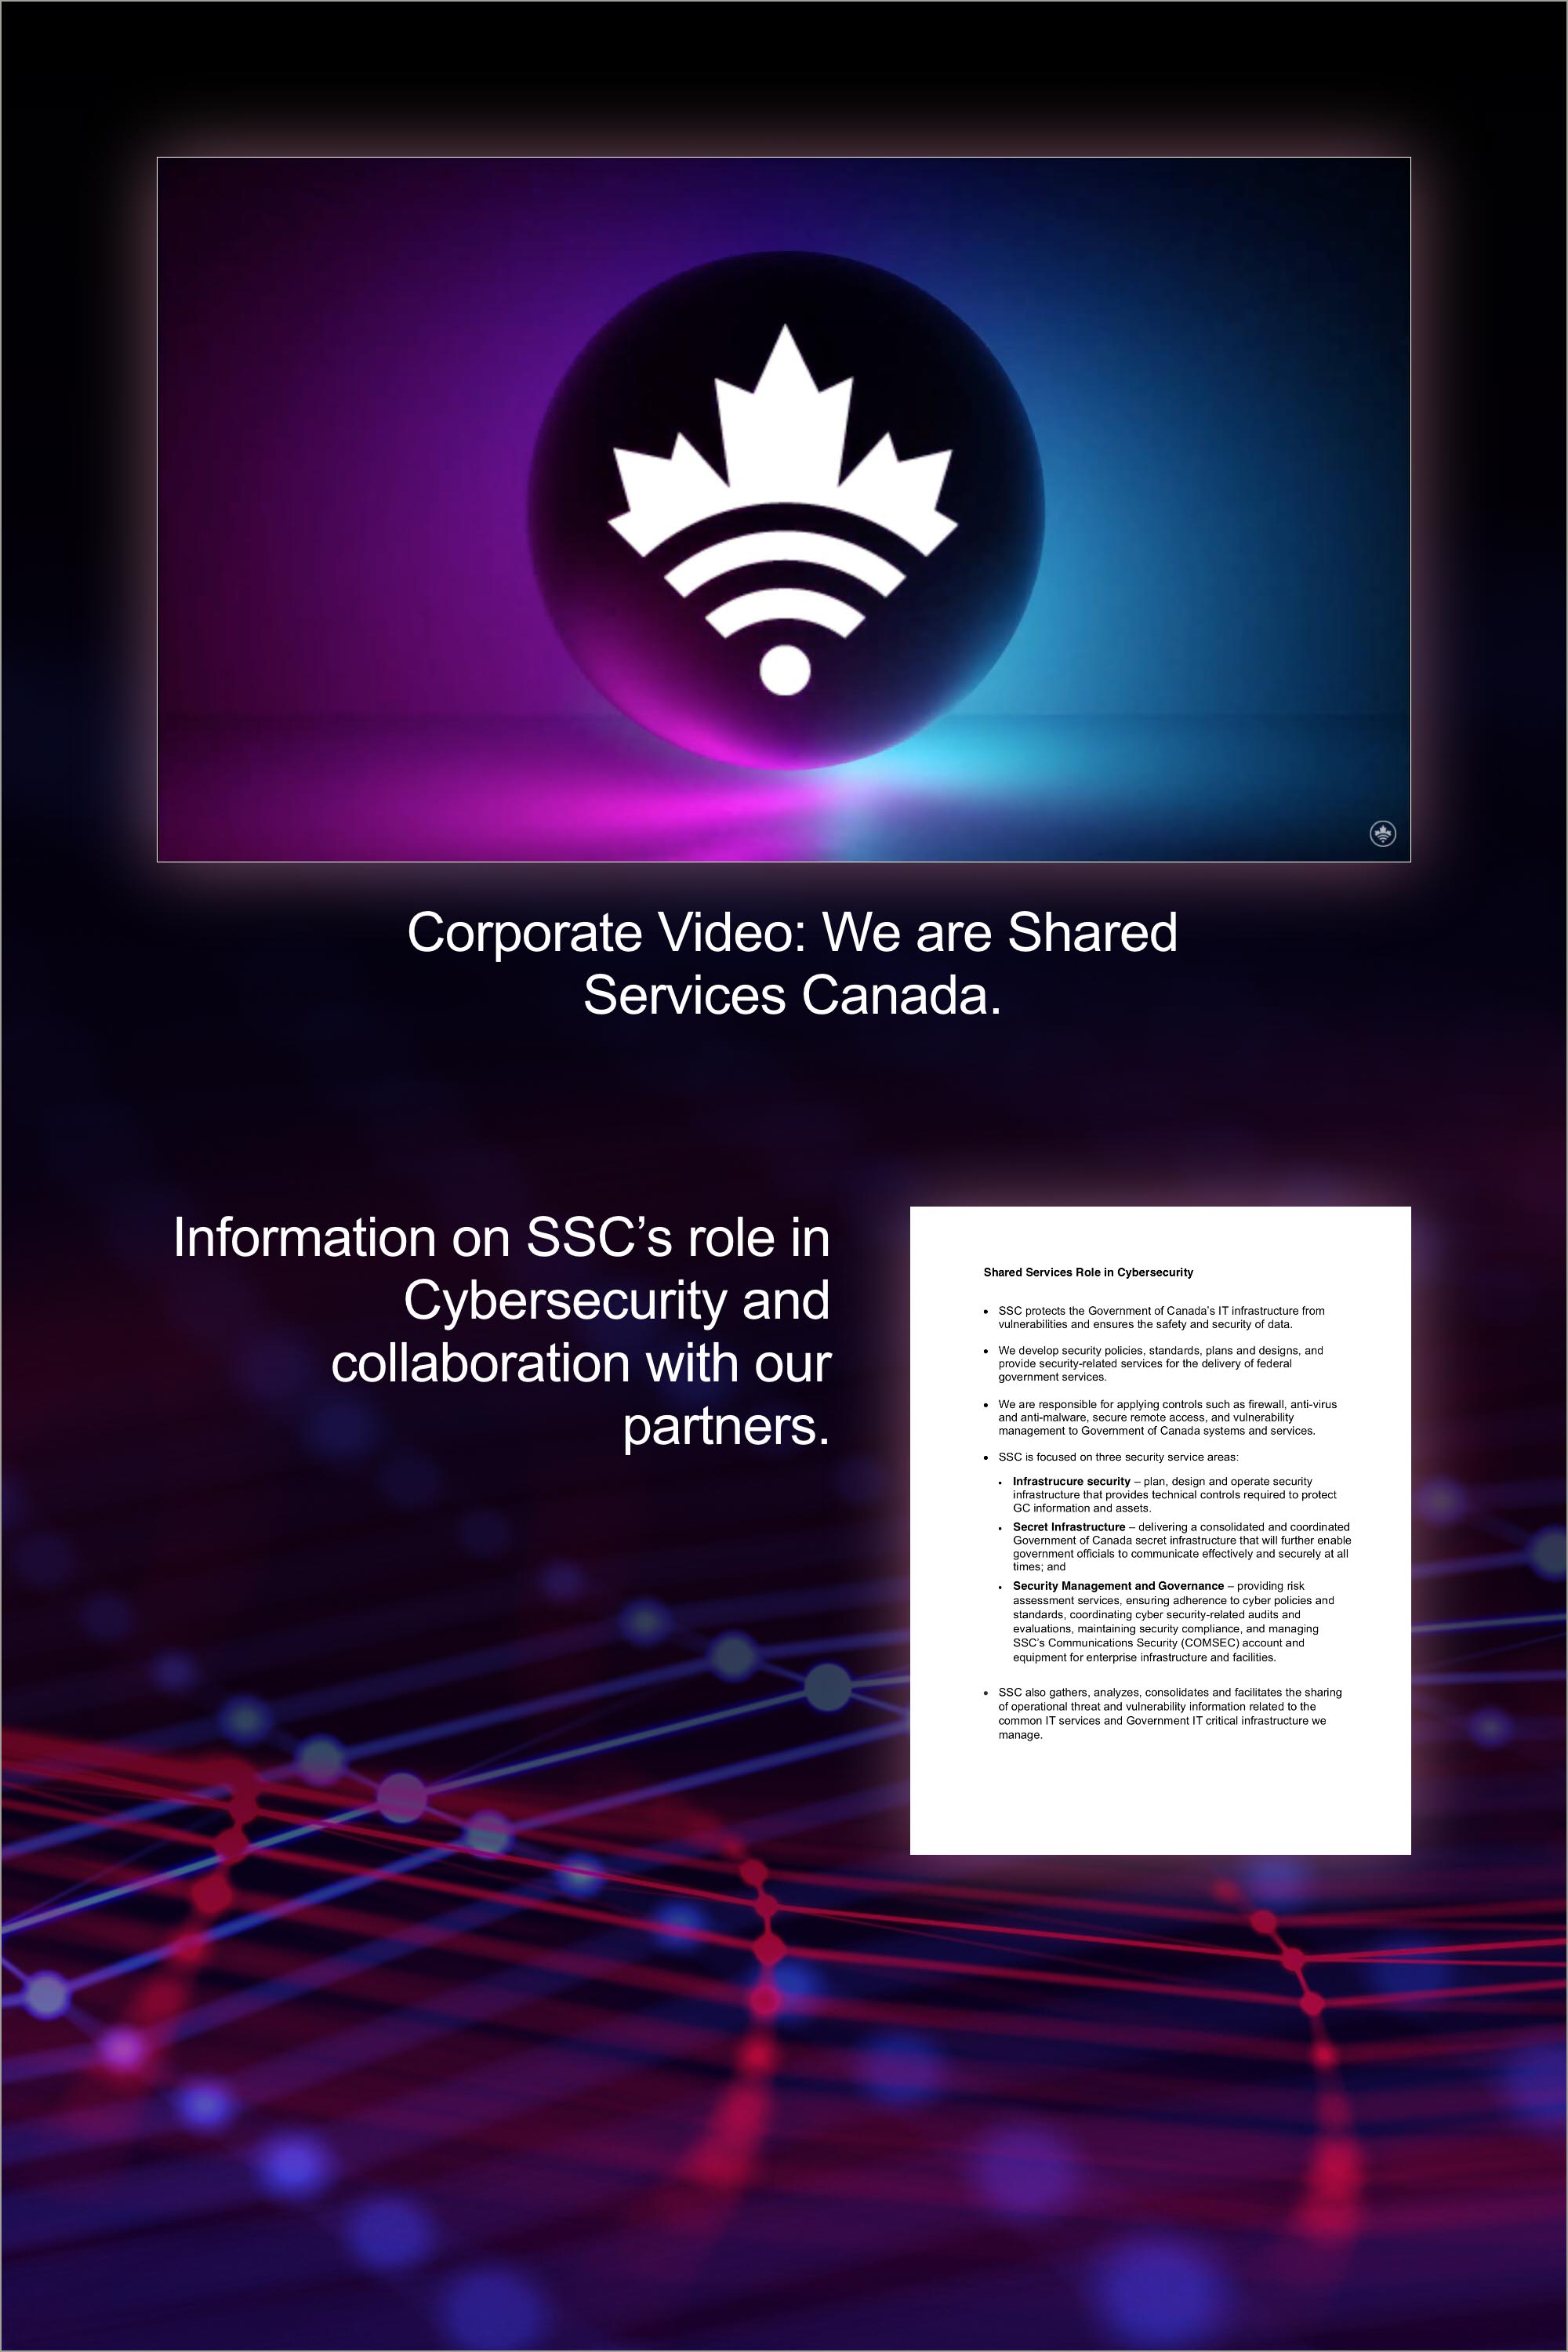 Corporate Video: We are Shared
Services Canada.
Information on SSC’s role in
Cybersecurity and
collaboration with our
partners.
Shared Services Role in Cybersecurity
• SSC protects the Government of Canada’s IT infrastructure from
vulnerabilities and ensures the safety and security of data.
• We develop security policies, standards, plans and designs, and
provide security-related services for the delivery of federal
government services.
• We are responsible for applying controls such as firewall, anti-virus
and anti-malware, secure remote access, and vulnerability
management to Government of Canada systems and services.
• SSC is focused on three security service areas:
• Infrastrucure security – plan, design and operate security
infrastructure that provides technical controls required to protect
GC information and assets.
• Secret Infrastructure – delivering a consolidated and coordinated
Government of Canada secret infrastructure that will further enable
government officials to communicate effectively and securely at all
times; and
• Security Management and Governance – providing risk
assessment services, ensuring adherence to cyber policies and
standards, coordinating cyber security-related audits and
evaluations, maintaining security compliance, and managing
SSC’s Communications Security (COMSEC) account and
equipment for enterprise infrastructure and facilities.
• SSC also gathers, analyzes, consolidates and facilitates the sharing
of operational threat and vulnerability information related to the
common IT services and Government IT critical infrastructure we
manage.